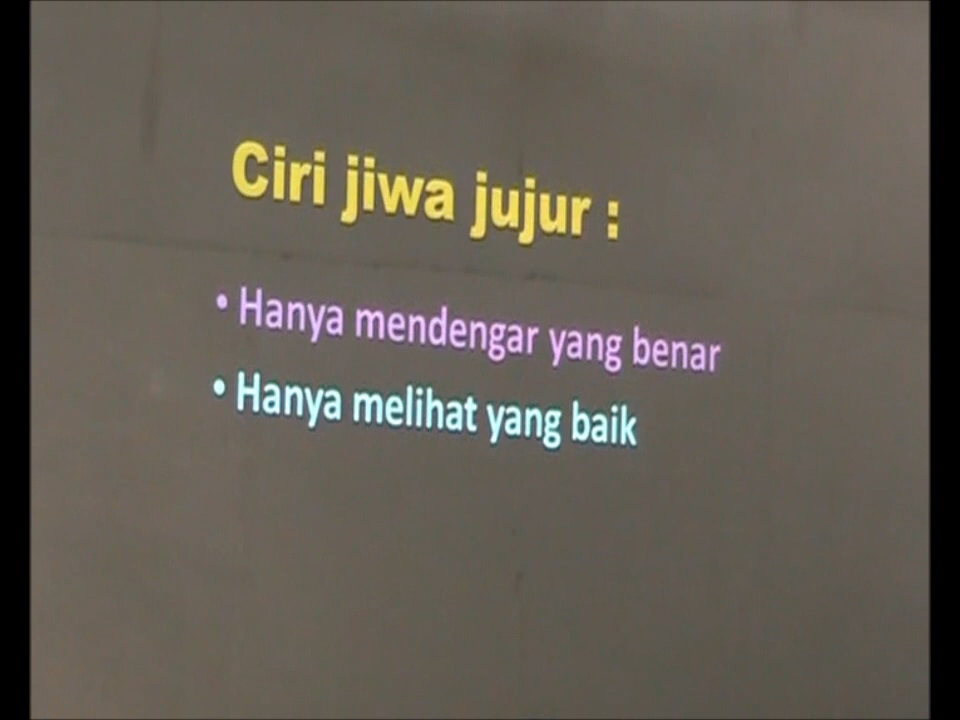 Ciri jiwa jujur :
• Hanya mendengar yang benar
• Hanya melihat yang baik